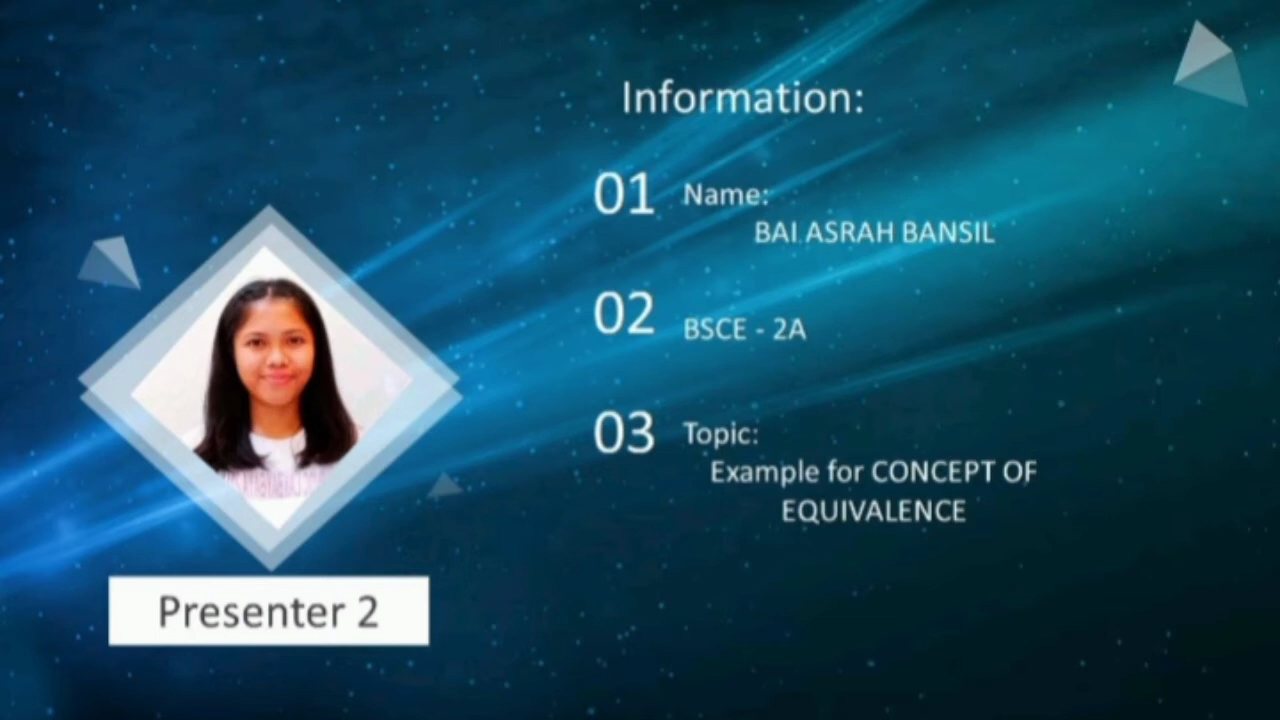 Information:
01 Name:
BAI ASRAH BANSIL
02 BSCE - 2A
03 Topic:
Example for CONCEPT OF
EQUIVALENCE
Presenter 2